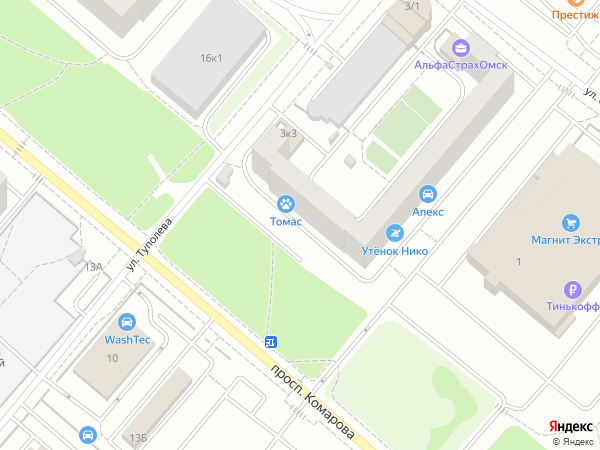 3/1
Престиж
16к1
АльфаСтрахОмск
ул.
3к3
Томас
Апекс
Утёнок Нико
Магнит Экстр
1
Тинькофф
ул. Туполева
13А
WashTec
10
й
просп. Комарова
13Б
Яндекс
© Яндекс